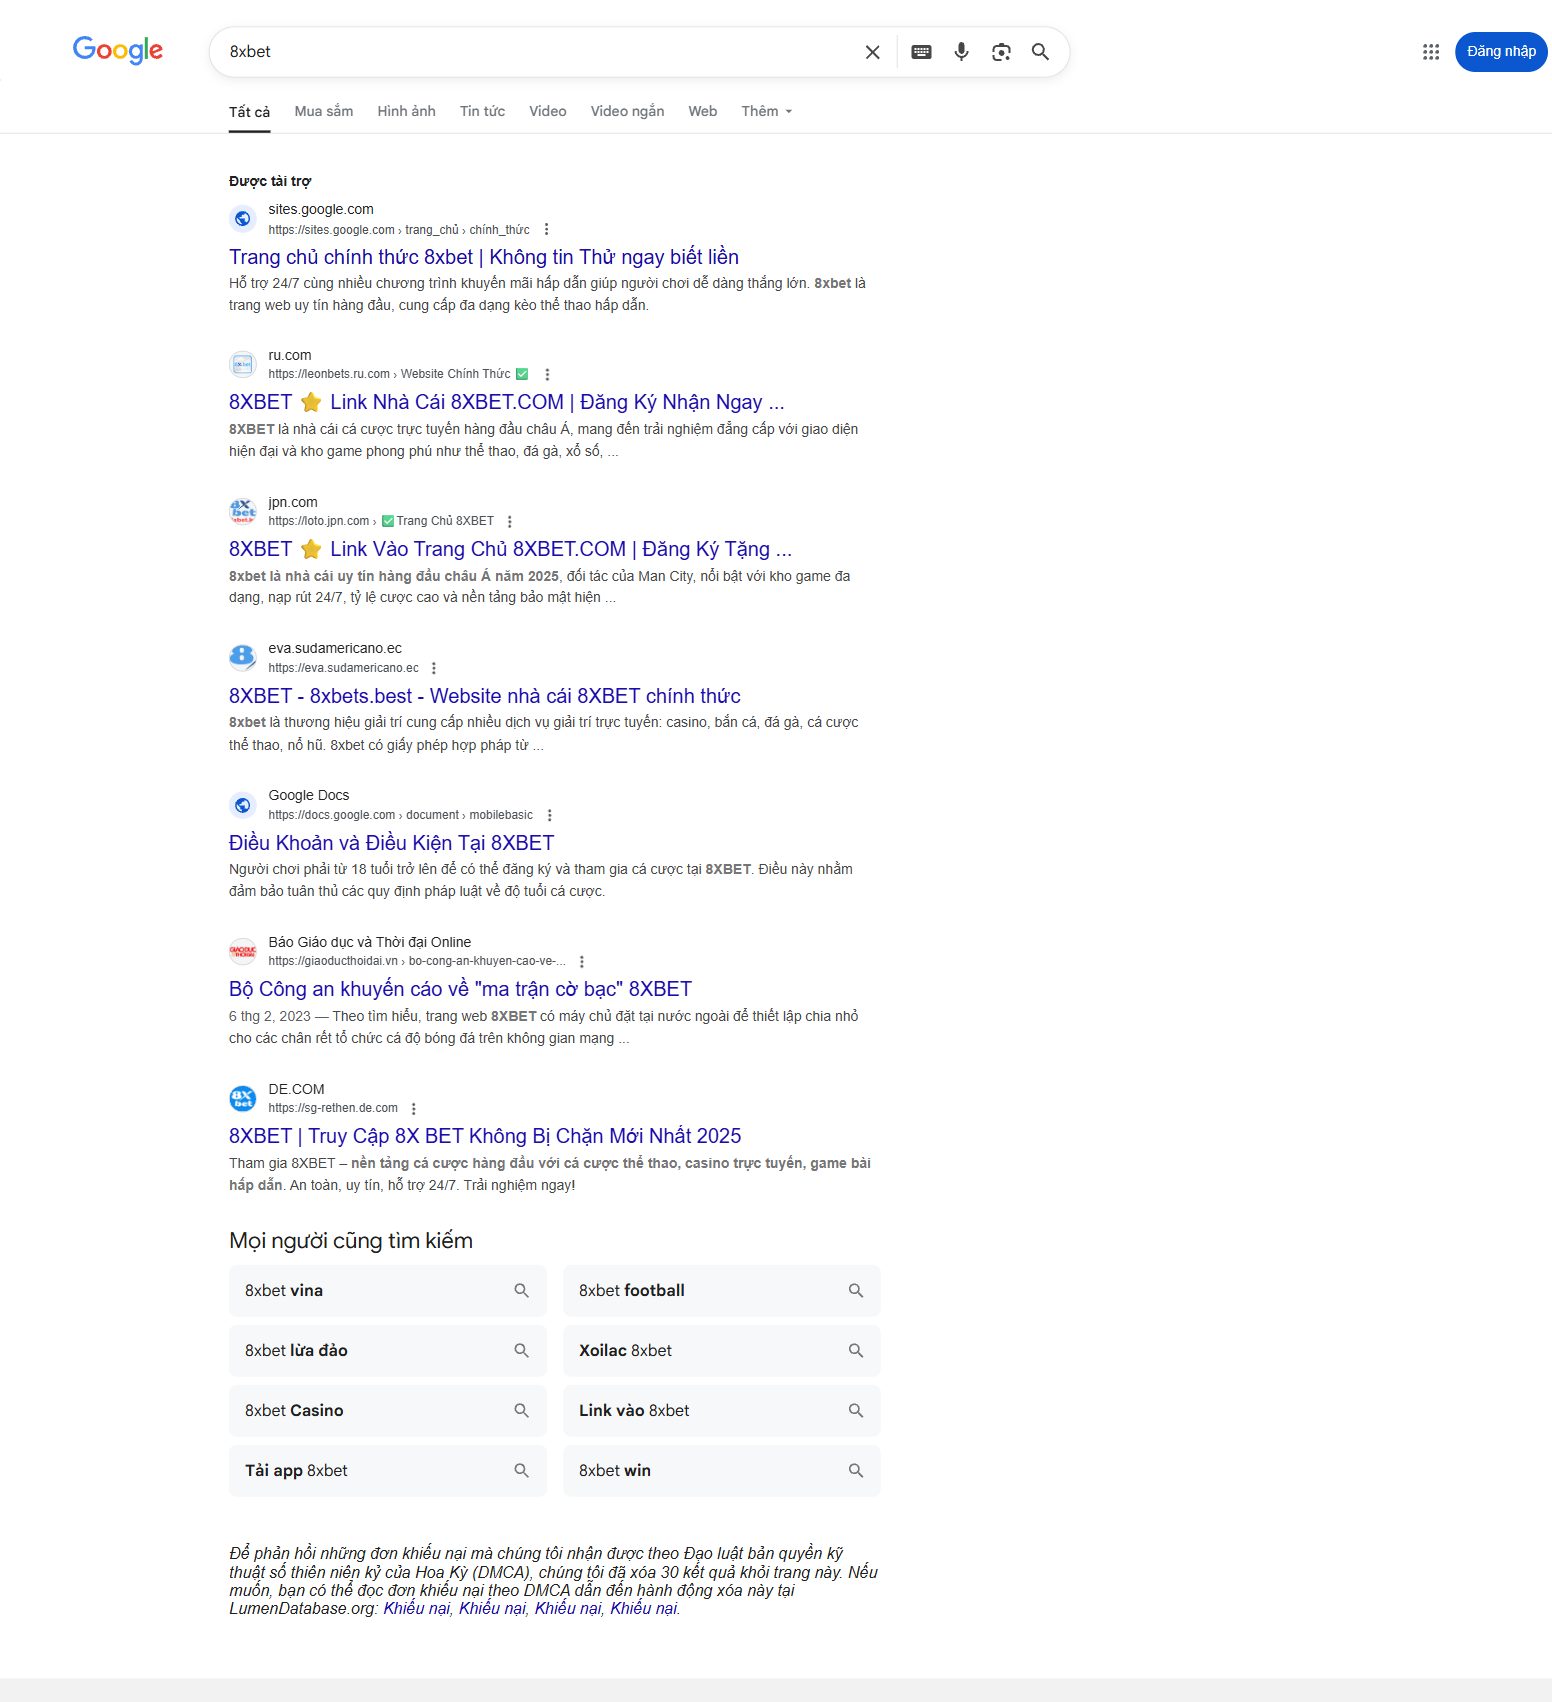 Google
8xbet
Đăng nhập
Tất cả
Mua sắm
Hình ảnh
Tin tức
Video
Video ngắn
Web
Thêm
Được tài trợ
sites.google.com
https://sites.google.com › trang_chủ › chính_thức
Trang chủ chính thức 8xbet | Không tin Thử ngay biết liền
Hỗ trợ 24/7 cùng nhiều chương trình khuyến mãi hấp dẫn giúp người chơi dễ dàng thắng lớn. 8xbet là
trang web uy tín hàng đầu, cung cấp đa dạng kèo thể thao hấp dẫn.
ru.com
https://leonbets.ru.com › Website Chính Thức ✅
8XBET ⭐ Link Nhà Cái 8XBET.COM | Đăng Ký Nhận Ngay ...
8XBET là nhà cái cá cược trực tuyến hàng đầu châu Á, mang đến trải nghiệm đẳng cấp với giao diện
hiện đại và kho game phong phú như thể thao, đá gà, xổ số, ...
jpn.com
https://loto.jpn.com › ✅Trang Chủ 8XBET
8XBET ⭐ Link Vào Trang Chủ 8XBET.COM | Đăng Ký Tặng ...
8xbet là nhà cái uy tín hàng đầu châu Á năm 2025, đối tác của Man City, nổi bật với kho game đa
dạng, nạp rút 24/7, tỷ lệ cược cao và nền tảng bảo mật hiện ...
eva.sudamericano.ec
https://eva.sudamericano.ec
8XBET - 8xbets.best - Website nhà cái 8XBET chính thức
8xbet là thương hiệu giải trí cung cấp nhiều dịch vụ giải trí trực tuyến: casino, bắn cá, đá gà, cá cược
thể thao, nổ hũ. 8xbet có giấy phép hợp pháp từ ...
Google Docs
https://docs.google.com › document › mobilebasic
Điều Khoản và Điều Kiện Tại 8XBET
Người chơi phải từ 18 tuổi trở lên để có thể đăng ký và tham gia cá cược tại 8XBET. Điều này nhằm
đảm bảo tuân thủ các quy định pháp luật về độ tuổi cá cược.
Báo Giáo dục và Thời đại Online
https://giaoducthoidai.vn › bo-cong-an-khuyen-cao-ve-...
Bộ Công an khuyến cáo về "ma trận cờ bạc" 8XBET
6 thg 2, 2023 — Theo tìm hiểu, trang web 8XBET có máy chủ đặt tại nước ngoài để thiết lập chia nhỏ
cho các chân rết tổ chức cá độ bóng đá trên không gian mạng ...
8X bet
DE.COM
https://sg-rethen.de.com
8XBET | Truy Cập 8X BET Không Bị Chặn Mới Nhất 2025
Tham gia 8XBET – nền tảng cá cược hàng đầu với cá cược thể thao, casino trực tuyến, game bài
hấp dẫn. An toàn, uy tín, hỗ trợ 24/7. Trải nghiệm ngay!
Mọi người cũng tìm kiếm
8xbet vina
8xbet football
8xbet lừa đảo
Xoilac 8xbet
8xbet Casino
Link vào 8xbet
Tải app 8xbet
8xbet win
Để phản hồi những đơn khiếu nại mà chúng tôi nhận được theo Đạo luật bản quyền kỹ
thuật số thiên niên kỷ của Hoa Kỳ (DMCA), chúng tôi đã xóa 30 kết quả khỏi trang này. Nếu
muốn, bạn có thể đọc đơn khiếu nại theo DMCA dẫn đến hành động xóa này tại
LumenDatabase.org: Khiếu nại, Khiếu nại, Khiếu nại, Khiếu nại.